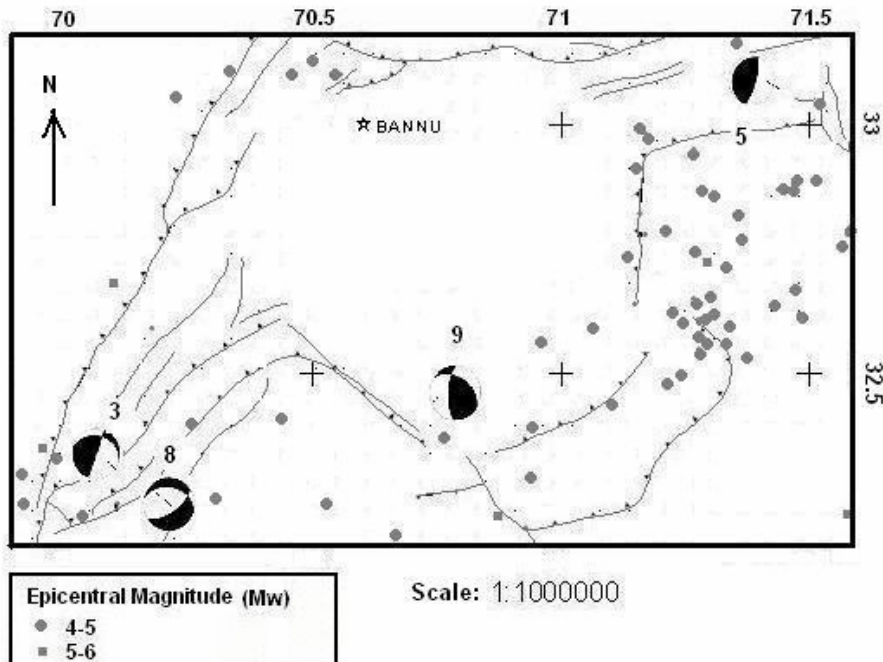 70 70.5 71 71.5
N
BANNU
33
5
9
32.5
3
8
Epicentral Magnitude (Mw)
4-5
5-6
Scale: 1:1000000